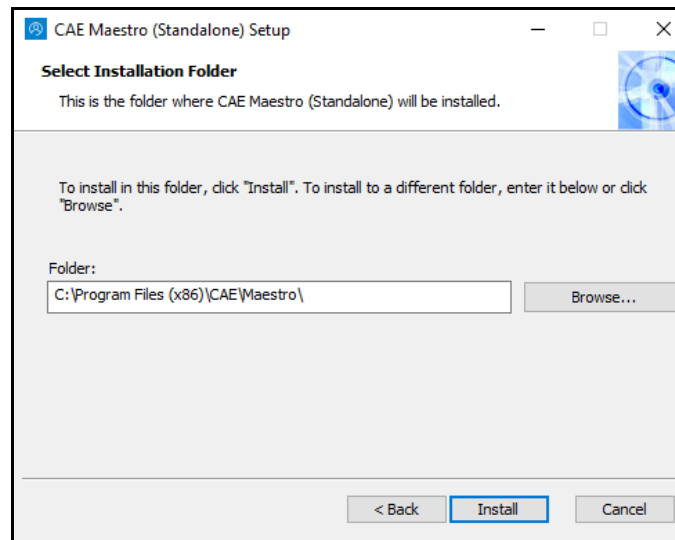 CAE Maestro (Standalone) Setup
Select Installation Folder
This is the folder where CAE Maestro (Standalone) will be installed.
To install in this folder, click "Install". To install to a different folder, enter it below or click
"Browse".
Folder:
C:\Program Files (x86)\CAE\Maestro\
Browse...
< Back
Install
Cancel